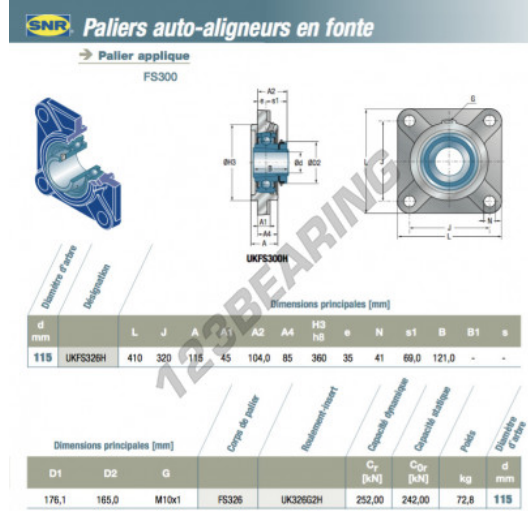 SNR Paliers auto-aligneurs en fonte
Palier applique
FS300
A2
e s1
G
ØH3
B
Ød
ØD2
L
J
A1
A4
A
N
J
L
UKFS300H
123BEARING
Diamètre d'arbre
Désignation
Dimensions principales [mm]
d mm L J A A1 A2 A4 H3 h8 e N s1 B B1 s
115 UKFS326H 410 320 115 45 104,0 85 360 35 41 69,0 121,0 - -
Dimensions principales [mm]
Corps de palier
Roulement-insert
Capacité dynamique
Capacité statique
Poids
Diamètre d'arbre
D1 D2 G Cr [kN] C0r [kN] kg d mm
176,1 165,0 M10x1 FS326 UK326G2H 252,00 242,00 72,8 115